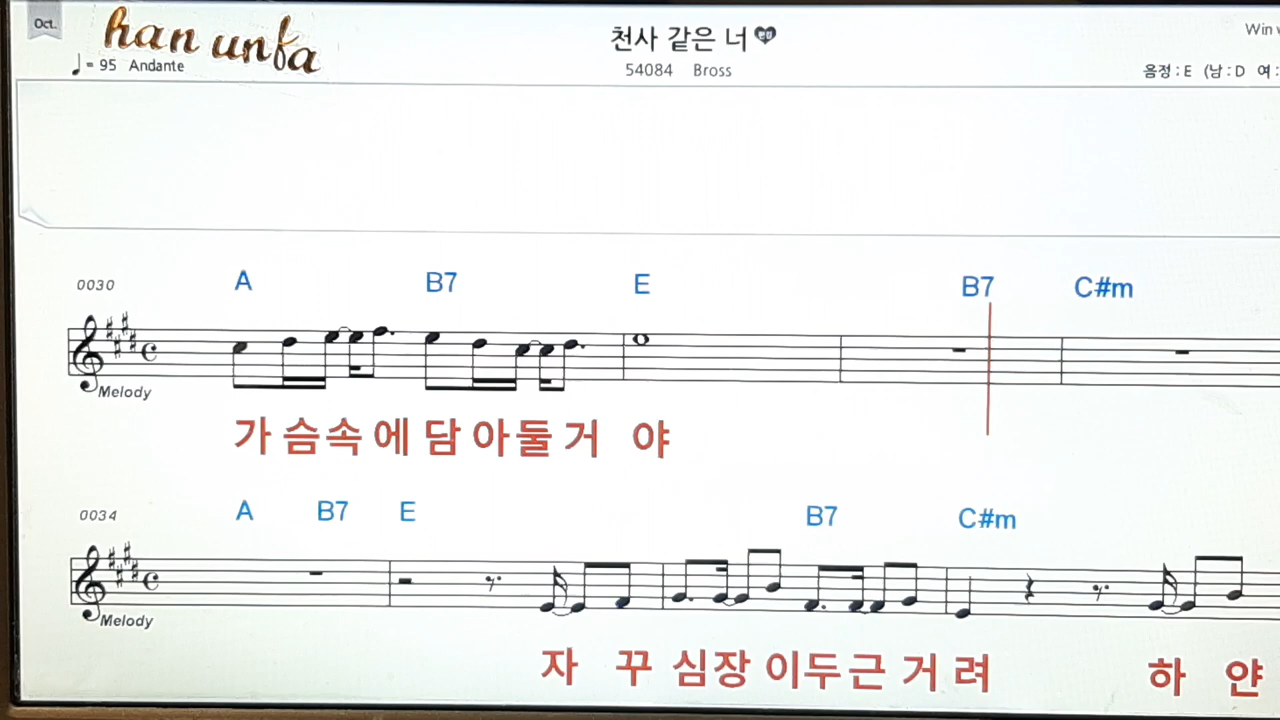 Oct.
han unfa
천사 같은 너
♩= 95 Andante
54084 Bross
Win
음정 : E (남 : D 여 :
0030 A B7 E B7 C#m
Melody
가 슴 속 에 담 아 둘 거 야
0034 A B7 E B7 C#m
Melody
자 꾸 심 장 이 두 근 거 려 하 얀